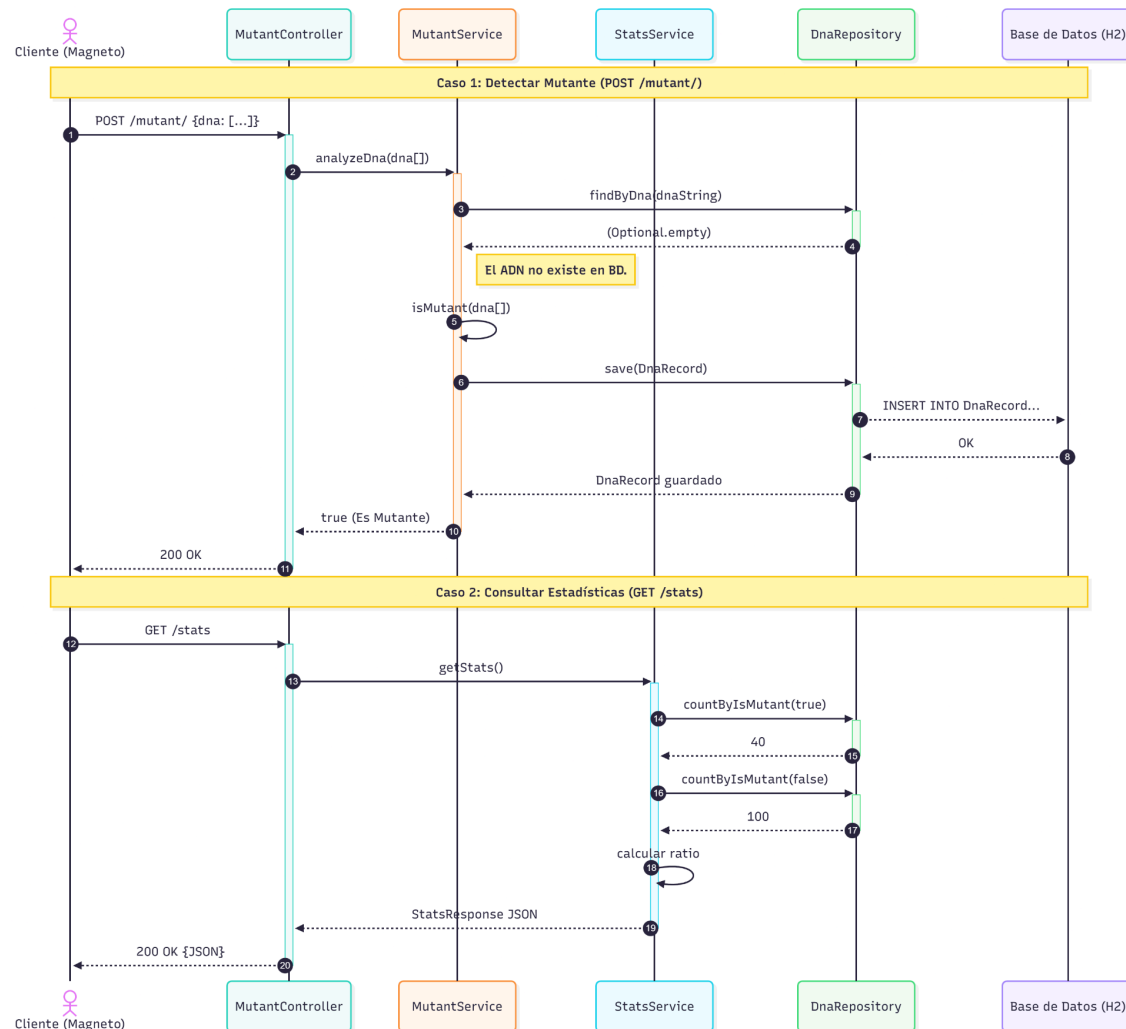 Cliente (Magneto)
MutantController
MutantService
StatsService
DnaRepository
Base de Datos (H2)
Caso 1: Detectar Mutante (POST /mutant/)
1
POST /mutant/ {dna: [...]}
2
analyzeDna(dna[])
3
findByDna(dnaString)
4
(Optional.empty)
El ADN no existe en BD.
5
isMutant(dna[])
6
save(DnaRecord)
7
INSERT INTO DnaRecord...
8
OK
9
DnaRecord guardado
10
true (Es Mutante)
11
200 OK
Caso 2: Consultar Estadísticas (GET /stats)
12
GET /stats
13
getStats()
14
countByIsMutant(true)
15
40
16
countByIsMutant(false)
17
100
18
calcular ratio
19
StatsResponse JSON
20
200 OK {JSON}
Cliente (Magneto)
MutantController
MutantService
StatsService
DnaRepository
Base de Datos (H2)